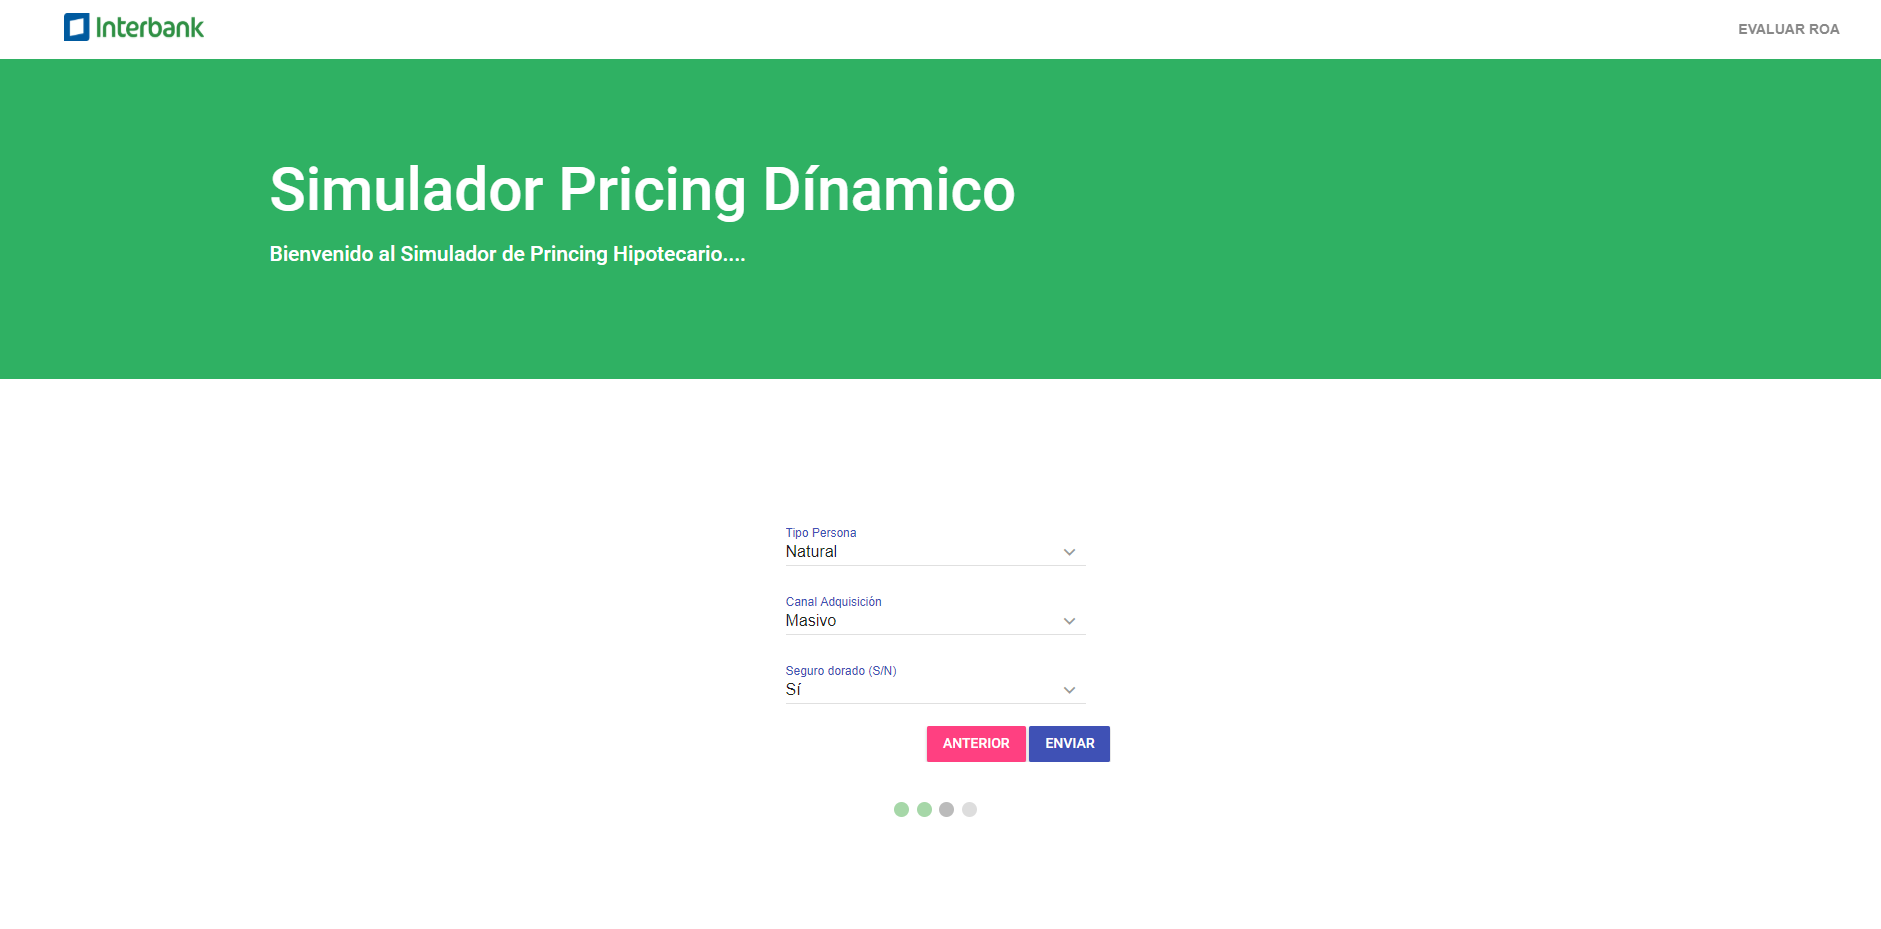 Interbank
EVALUAR ROA
Simulador Pricing Dínamico
Bienvenido al Simulador de Princing Hipotecario....
Tipo Persona
Natural
Canal Adquisición
Masivo
Seguro dorado (S/N)
Sí
ANTERIOR ENVIAR